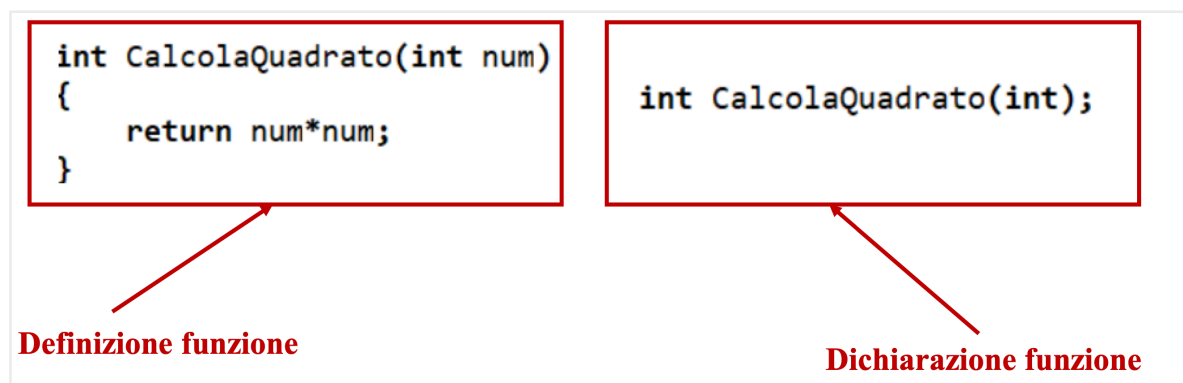 int CalcolaQuadrato(int num)
{
return num*num;
}
int CalcolaQuadrato(int);
Definizione funzione
Dichiarazione funzione